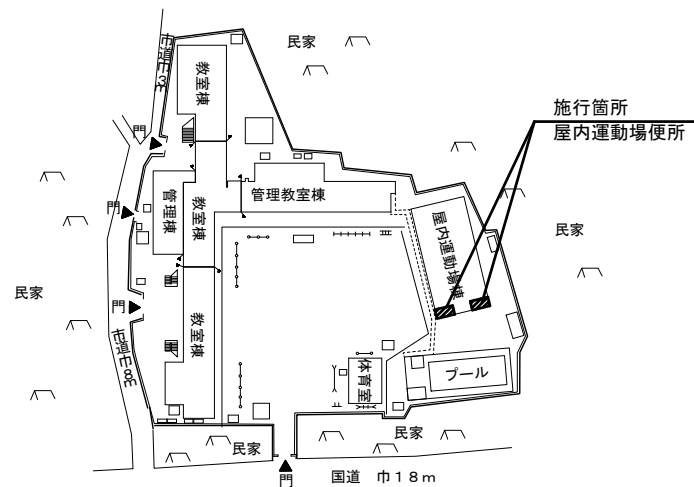 民家
市道巾3m
教室棟
施行箇所
屋内運動場便所
門
管理教室棟
管理棟
教室棟
門
屋内運動場棟
民家
民家
門
教室棟
市道巾8m
体育室
プール
民家
民家
門
国道 巾18m